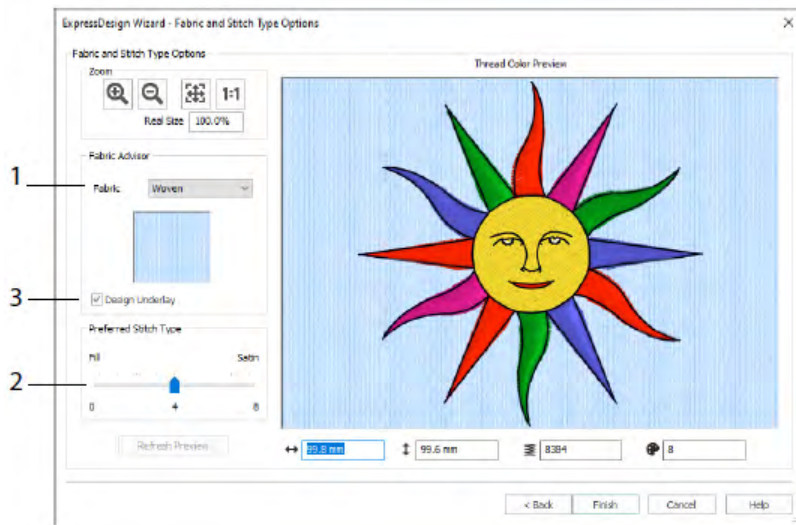 ExpressDesign Wizard - Fabric and Stitch Type Options
Fabric and Stitch Type Options
Zoom
1:1
Real Size 100.0%
Thread Color Preview
Fabric Advisor
1
Fabric Woven
3
Design Underlay
Preferred Stitch Type
Fill Satin
2
0 4 8
Refresh Preview
99.8 mm 99.6 mm 8384 8
< Back Finish Cancel Help